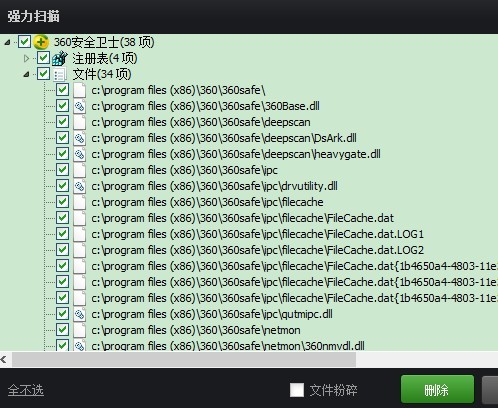 强力扫描
360安全卫士(38 项)
注册表(4 项)
文件(34 项)
c:\program files (x86)\360\360safe\
c:\program files (x86)\360\360safe\360Base.dll
c:\program files (x86)\360\360safe\deepscan
c:\program files (x86)\360\360safe\deepscan\DsArk.dll
c:\program files (x86)\360\360safe\deepscan\heavygate.dll
c:\program files (x86)\360\360safe\ipc
c:\program files (x86)\360\360safe\ipc\drvutility.dll
c:\program files (x86)\360\360safe\ipc\filecache
c:\program files (x86)\360\360safe\ipc\filecache\FileCache.dat
c:\program files (x86)\360\360safe\ipc\filecache\FileCache.dat.LOG1
c:\program files (x86)\360\360safe\ipc\filecache\FileCache.dat.LOG2
c:\program files (x86)\360\360safe\ipc\filecache\FileCache.dat{1b4650a4-4803-11e
c:\program files (x86)\360\360safe\ipc\filecache\FileCache.dat{1b4650a4-4803-11e
c:\program files (x86)\360\360safe\ipc\filecache\FileCache.dat{1b4650a4-4803-11e
c:\program files (x86)\360\360safe\ipc\qutmipc.dll
c:\program files (x86)\360\360safe\netmon
c:\program files (x86)\360\360safe\netmon\360nmvdl.dll
全不选
文件粉碎
删除